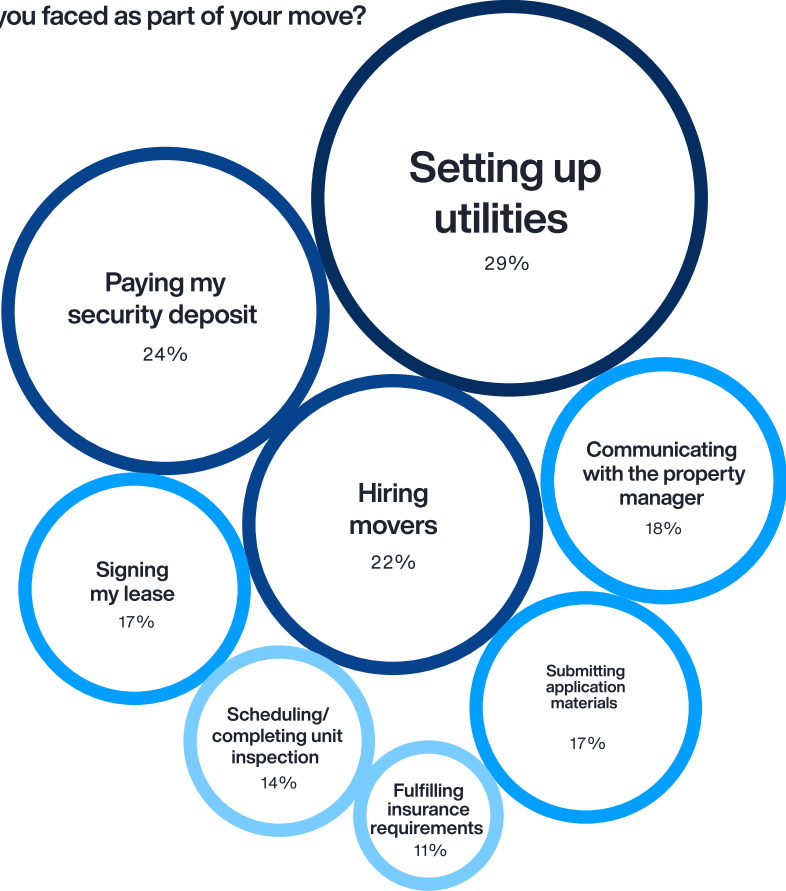 you faced as part of your move?
Setting up
utilities
29%
Paying my
security deposit
24%
Communicating
with the property
manager
18%
Hiring
movers
22%
Signing
my lease
17%
Submitting
application
materials
17%
Scheduling/
completing unit
inspection
14%
Fulfilling
insurance
requirements
11%